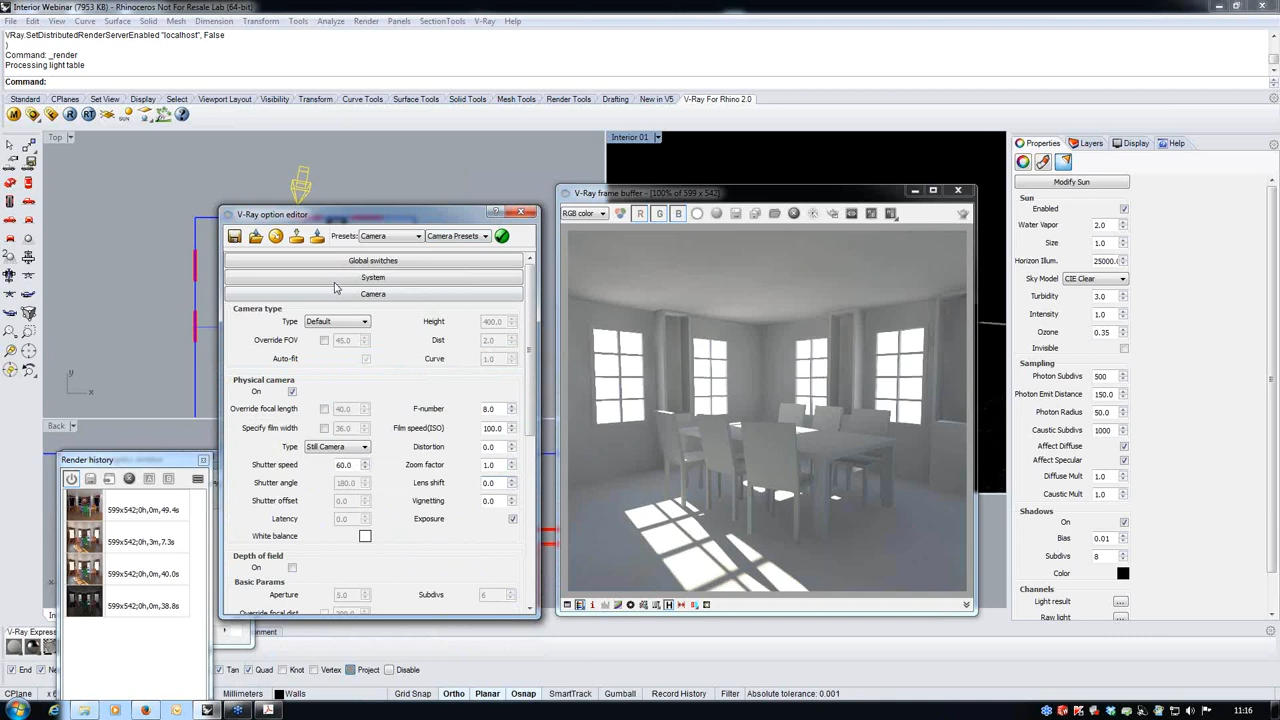 Interior Webinar (7953 KB) - Rhinoceros Not For Resale Lab (64-bit)
File Edit View Curve Surface Solid Mesh Dimension Transform Tools Analyze Render Panels SectionTools V-Ray Help
VRay.SetDistributedRenderServerEnabled "localhost", False
)
Command: _render
Processing light table
Command:
Standard CPlanes Set View Display Select Viewport Layout Visibility Transform Curve Tools Surface Tools Solid Tools Mesh Tools Render Tools Drafting New in V5 V-Ray For Rhino 2.0
Top
Interior 01
Properties Layers Display Help
Modify Sun
Sun
Enabled
Water Vapor 2.0
Size 1.0
Horizon Illum. 25000.
Sky Model CIE Clear
Turbidity 3.0
Intensity 1.0
Ozone 0.35
Invisible
Sampling
Photon Subdivs 500
Photon Emit Distance 150.0
Photon Radius 50.0
Caustic Subdivs 1000
Affect Diffuse
Affect Specular
Diffuse Mult 1.0
Caustic Mult 1.0
Shadows
On
Bias 0.01
Subdivs 8
Color
Channels
Light result ...
Raw light ...
V-Ray option editor
Presets: Camera Camera Presets
Global switches
System
Camera
Camera type
Type Default Height 400.0
Override FOV 45.0 Dist 2.0
Auto-fit Curve 1.0
Physical camera
On
Override focal length 40.0 F-number 8.0
Specify film width 36.0 Film speed(ISO) 100.0
Type Still Camera Distortion 0.0
Shutter speed 60.0 Zoom factor 1.0
Shutter angle 180.0 Lens shift 0.0
Shutter offset 0.0 Vignetting 0.0
Latency 0.0 Exposure
White balance
Depth of field
On
Basic Params
Aperture 5.0 Subdivs 6
Override focal dist 200.0
V-Ray frame buffer - [100% of 599 x 542]
RGB color R G B
Back
Render history
599x542;0h,0m,49.4s
599x542;0h,3m,7.3s
599x542;0h,0m,40.0s
599x542;0h,0m,38.8s
V-Ray Expres
End Tan Quad Knot Vertex Project Disable
CPlane Millimeters Walls Grid Snap Ortho Planar Osnap SmartTrack Gumball Record History Filter Absolute tolerance: 0.001
11:16